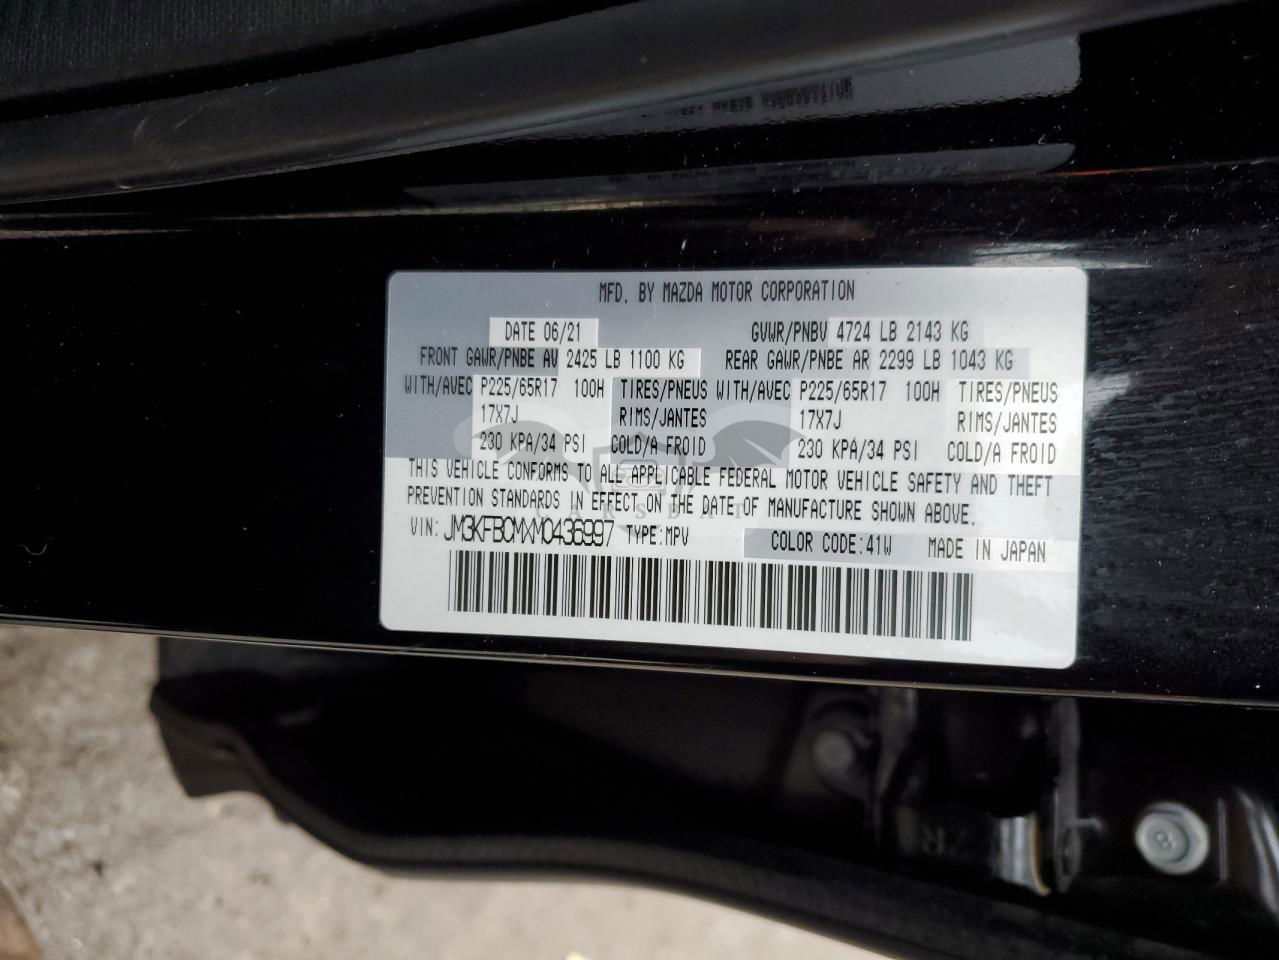 MFD. BY MAZDA MOTOR CORPORATION
DATE 06/21 GVWR/PNBV 4724 LB 2143 KG
FRONT GAWR/PNBE AV 2425 LB 1100 KG REAR GAWR/PNBE AR 2299 LB 1043 KG
WITH/AVEC P225/65R17 100H TIRES/PNEUS WITH/AVEC P225/65R17 100H TIRES/PNEUS
17X7J RIMS/JANTES 17X7J RIMS/JANTES
230 KPA/34 PSI COLD/A FROID 230 KPA/34 PSI COLD/A FROID
THIS VEHICLE CONFORMS TO ALL APPLICABLE FEDERAL MOTOR VEHICLE SAFETY AND THEFT
PREVENTION STANDARDS IN EFFECT ON THE DATE OF MANUFACTURE SHOWN ABOVE.
VIN: JM3KFBCMXM0436997 TYPE:MPV COLOR CODE:41W MADE IN JAPAN
8